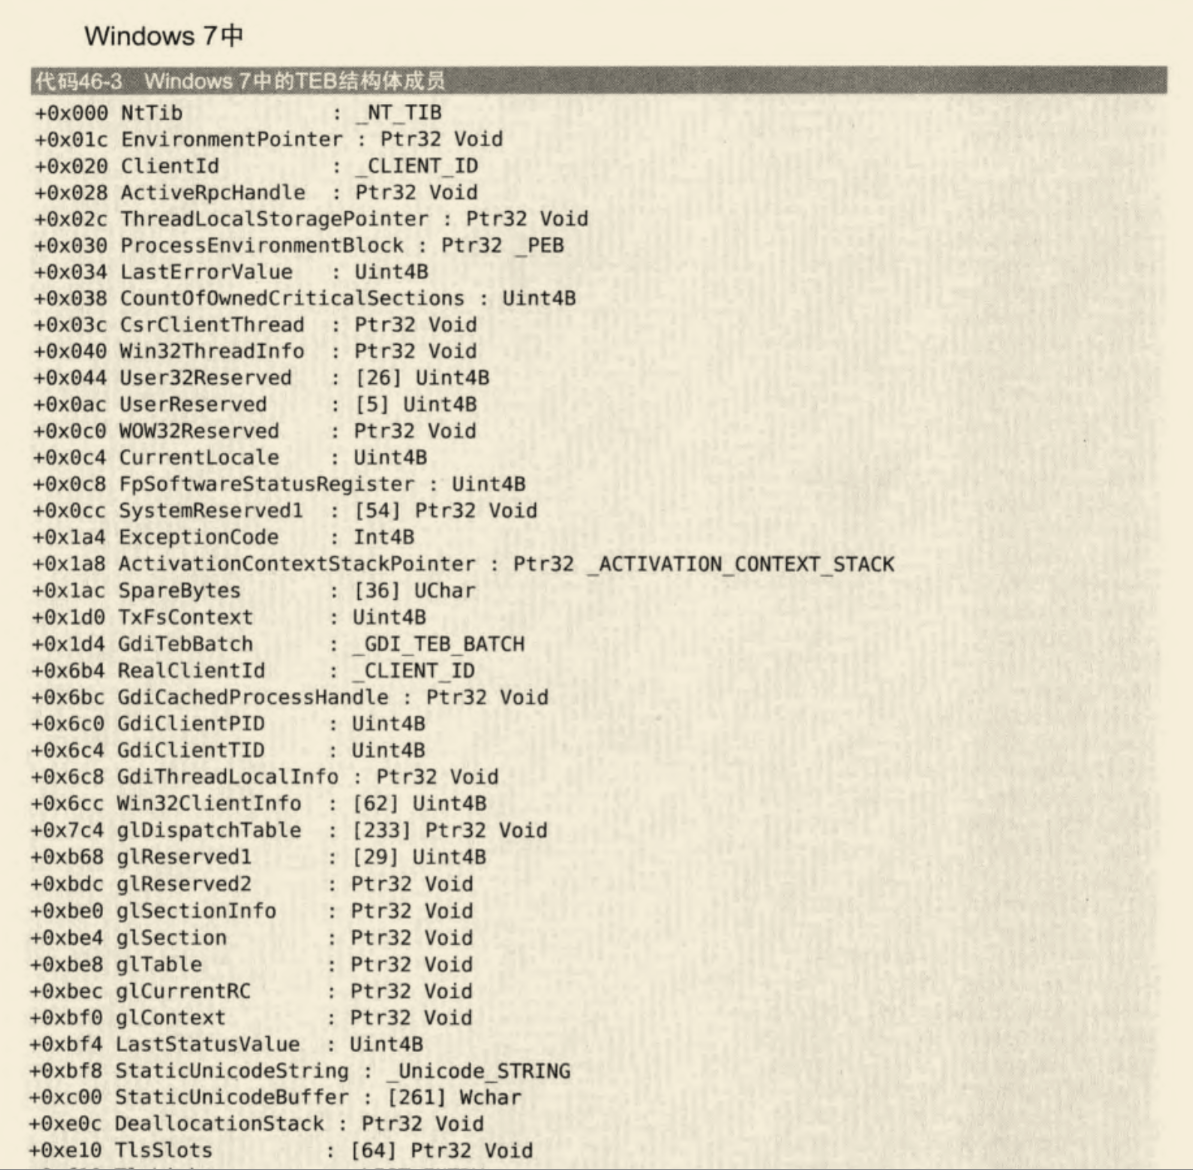 Windows 7中
代码46-3 Windows 7中的TEB结构体成员
+0x000 NtTib : _NT_TIB
+0x01c EnvironmentPointer : Ptr32 Void
+0x020 ClientId : _CLIENT_ID
+0x028 ActiveRpcHandle : Ptr32 Void
+0x02c ThreadLocalStoragePointer : Ptr32 Void
+0x030 ProcessEnvironmentBlock : Ptr32 _PEB
+0x034 LastErrorValue : Uint4B
+0x038 CountOfOwnedCriticalSections : Uint4B
+0x03c CsrClientThread : Ptr32 Void
+0x040 Win32ThreadInfo : Ptr32 Void
+0x044 User32Reserved : [26] Uint4B
+0x0ac UserReserved : [5] Uint4B
+0x0c0 WOW32Reserved : Ptr32 Void
+0x0c4 CurrentLocale : Uint4B
+0x0c8 FpSoftwareStatusRegister : Uint4B
+0x0cc SystemReserved1 : [54] Ptr32 Void
+0x1a4 ExceptionCode : Int4B
+0x1a8 ActivationContextStackPointer : Ptr32 _ACTIVATION_CONTEXT_STACK
+0x1ac SpareBytes : [36] UChar
+0x1d0 TxFsContext : Uint4B
+0x1d4 GdiTebBatch : _GDI_TEB_BATCH
+0x6b4 RealClientId : _CLIENT_ID
+0x6bc GdiCachedProcessHandle : Ptr32 Void
+0x6c0 GdiClientPID : Uint4B
+0x6c4 GdiClientTID : Uint4B
+0x6c8 GdiThreadLocalInfo : Ptr32 Void
+0x6cc Win32ClientInfo : [62] Uint4B
+0x7c4 glDispatchTable : [233] Ptr32 Void
+0xb68 glReserved1 : [29] Uint4B
+0xbdc glReserved2 : Ptr32 Void
+0xbe0 glSectionInfo : Ptr32 Void
+0xbe4 glSection : Ptr32 Void
+0xbe8 glTable : Ptr32 Void
+0xbec glCurrentRC : Ptr32 Void
+0xbf0 glContext : Ptr32 Void
+0xbf4 LastStatusValue : Uint4B
+0xbf8 StaticUnicodeString : _Unicode_STRING
+0xc00 StaticUnicodeBuffer : [261] Wchar
+0xe0c DeallocationStack : Ptr32 Void
+0xe10 TlsSlots : [64] Ptr32 Void